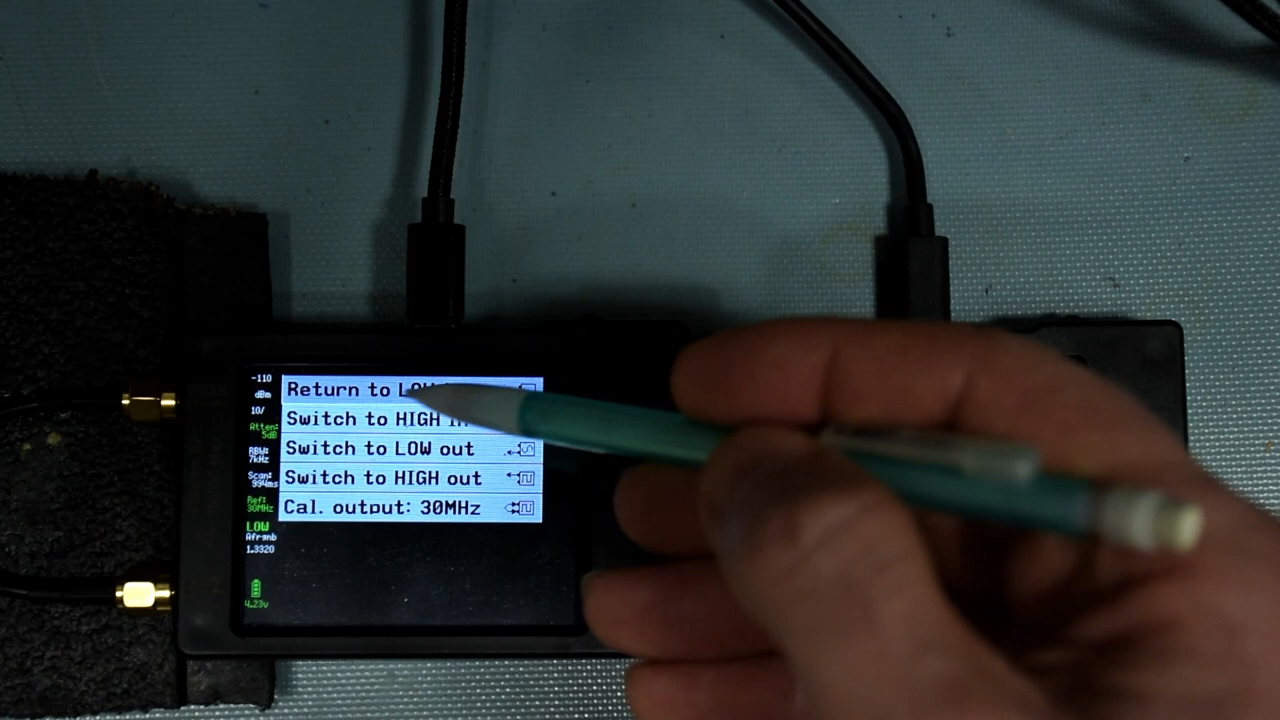 -110
dBm
10/
Atten:
5dB
RBW:
7kHz
Scan:
994ms
Ref:
30MHz
LOW
1.3320
4.23v
Return to
Switch to HIGH in
Switch to LOW out
Switch to HIGH out
Cal. output: 30MHz